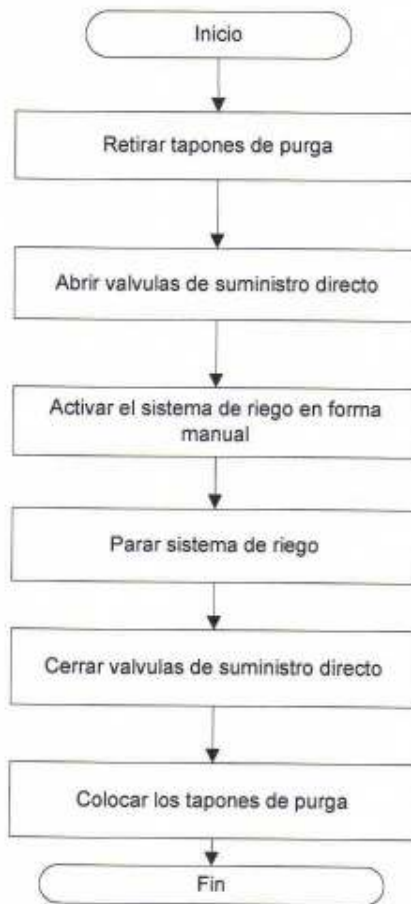 Inicio
Retirar tapones de purga
Abrir valvulas de suministro directo
Activar el sistema de riego en forma
manual
Parar sistema de riego
Cerrar valvulas de suministro directo
Colocar los tapones de purga
Fin